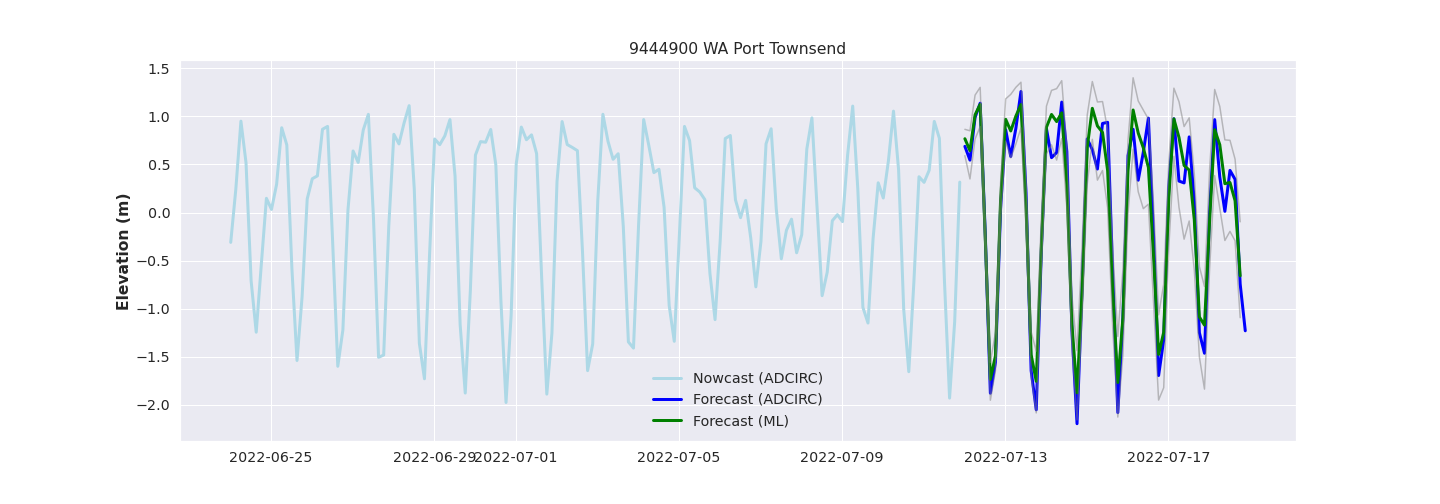 9444900 WA Port Townsend
Elevation (m)
1.5
1.0
0.5
0.0
−0.5
−1.0
−1.5
−2.0
Nowcast (ADCIRC)
Forecast (ADCIRC)
Forecast (ML)
2022-06-25 2022-06-29 2022-07-01 2022-07-05 2022-07-09 2022-07-13 2022-07-17